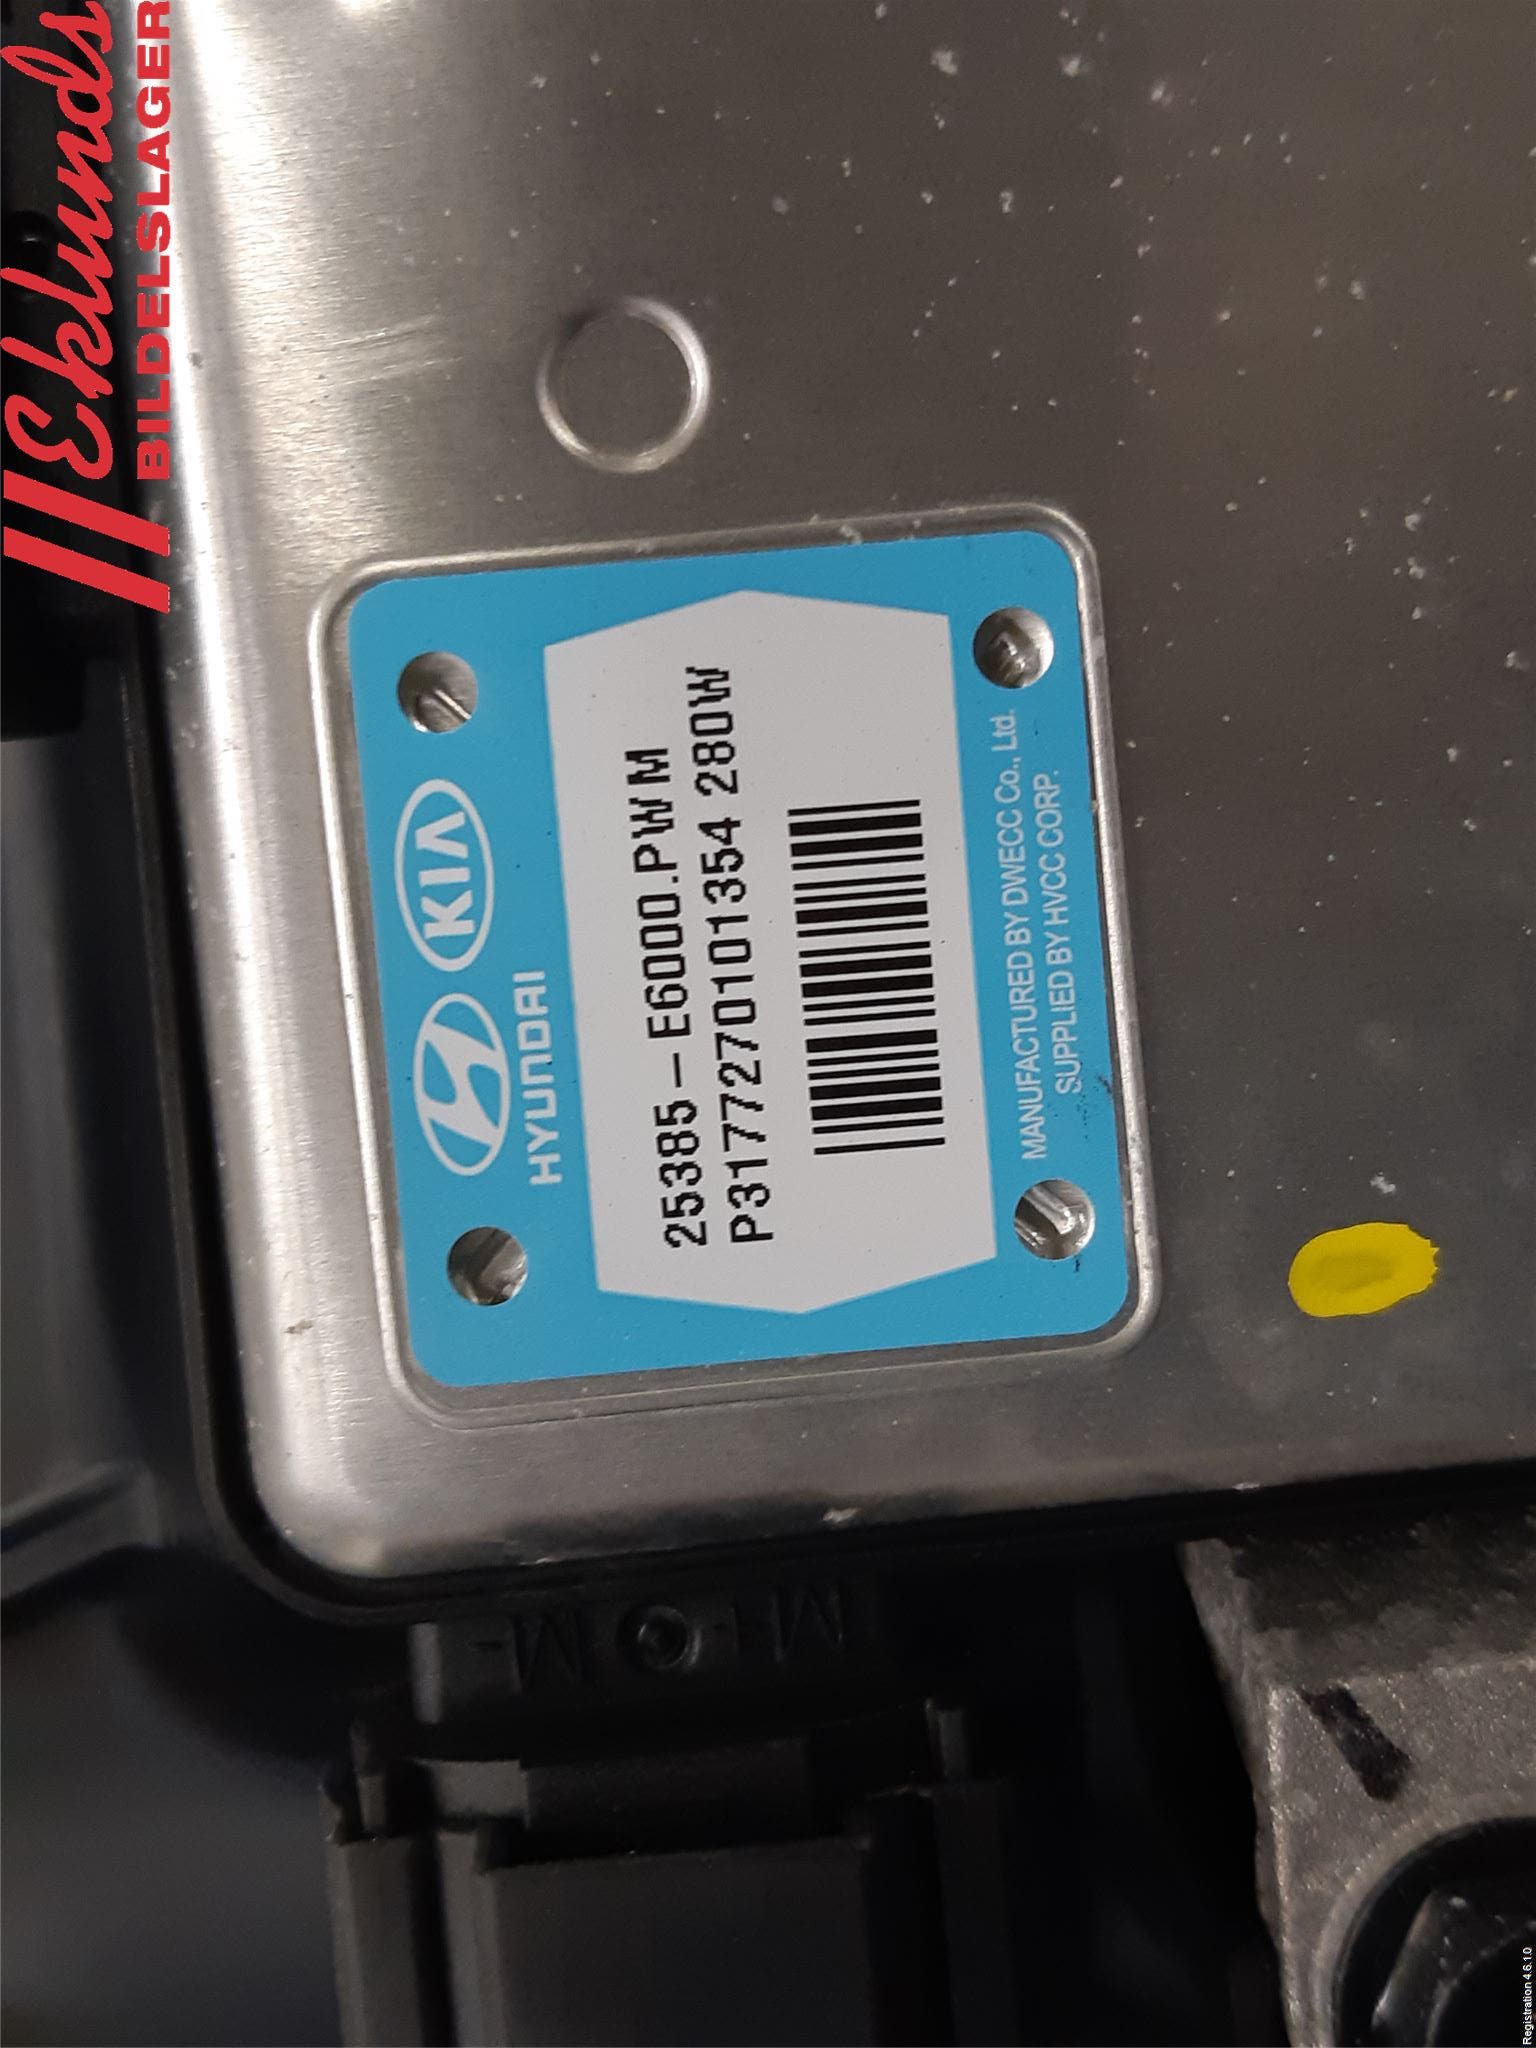 Eklunds
BILDELSLAGER
HYUNDAI
KIA
25385-E6000.PWM
P3177270101354 280W
MANUFACTURED BY DWECC Co., Ltd.
SUPPLIED BY HVCC CORP.
M- M+
Registration 4.6.1.0